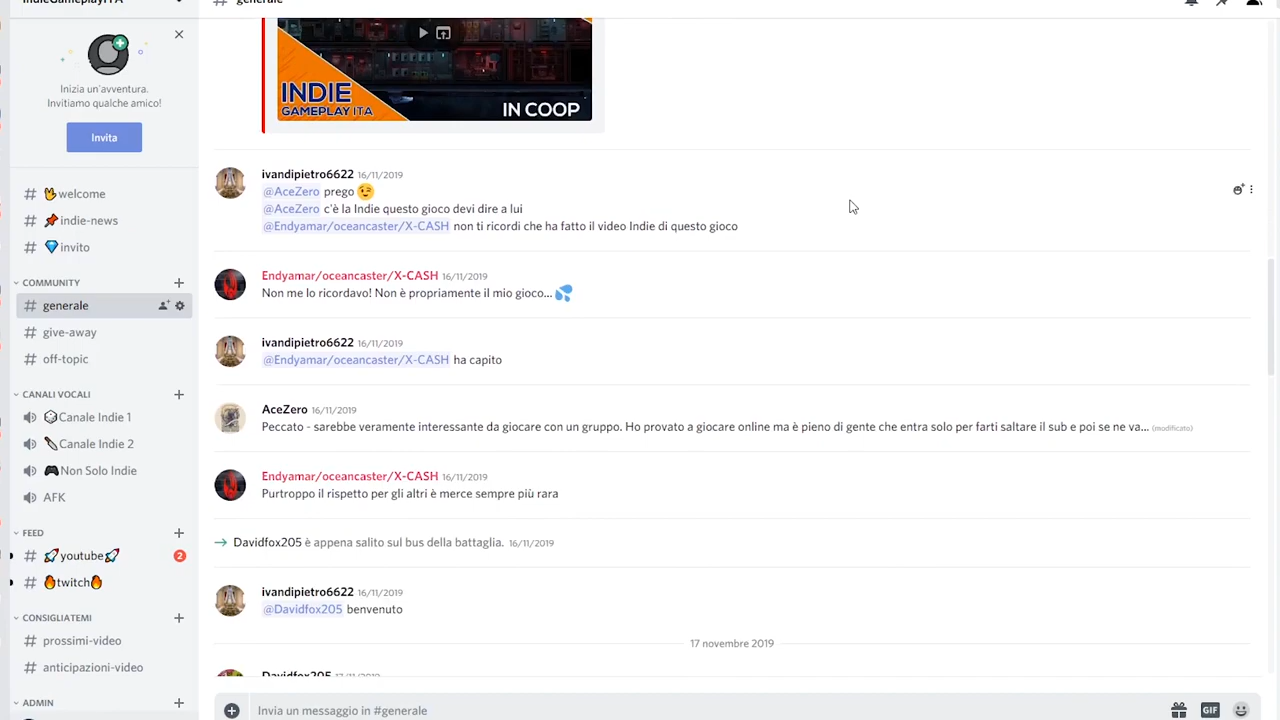 IndieGameplayITA
generale
Inizia un'avventura.
Invitiamo qualche amico!
Invita
welcome
indie-news
invito
COMMUNITY
generale
give-away
off-topic
CANALI VOCALI
Canale Indie 1
Canale Indie 2
Non Solo Indie
AFK
FEED
youtube
2
twitch
CONSIGLIATEMI
prossimi-video
anticipazioni-video
ADMIN
INDIE
GAMEPLAY ITA
IN COOP
ivandipietro6622 16/11/2019
@AceZero prego
@AceZero c'è la Indie questo gioco devi dire a lui
@Endyamar/oceancaster/X-CASH non ti ricordi che ha fatto il video Indie di questo gioco
Endyamar/oceancaster/X-CASH 16/11/2019
Non me lo ricordavo! Non è propriamente il mio gioco...
ivandipietro6622 16/11/2019
@Endyamar/oceancaster/X-CASH ha capito
AceZero 16/11/2019
Peccato - sarebbe veramente interessante da giocare con un gruppo. Ho provato a giocare online ma è pieno di gente che entra solo per farti saltare il sub e poi se ne va... (modificato)
Endyamar/oceancaster/X-CASH 16/11/2019
Purtroppo il rispetto per gli altri è merce sempre più rara
Davidfox205 è appena salito sul bus della battaglia. 16/11/2019
ivandipietro6622 16/11/2019
@Davidfox205 benvenuto
17 novembre 2019
Davidfox205 17/11/2019
Invia un messaggio in #generale
GIF